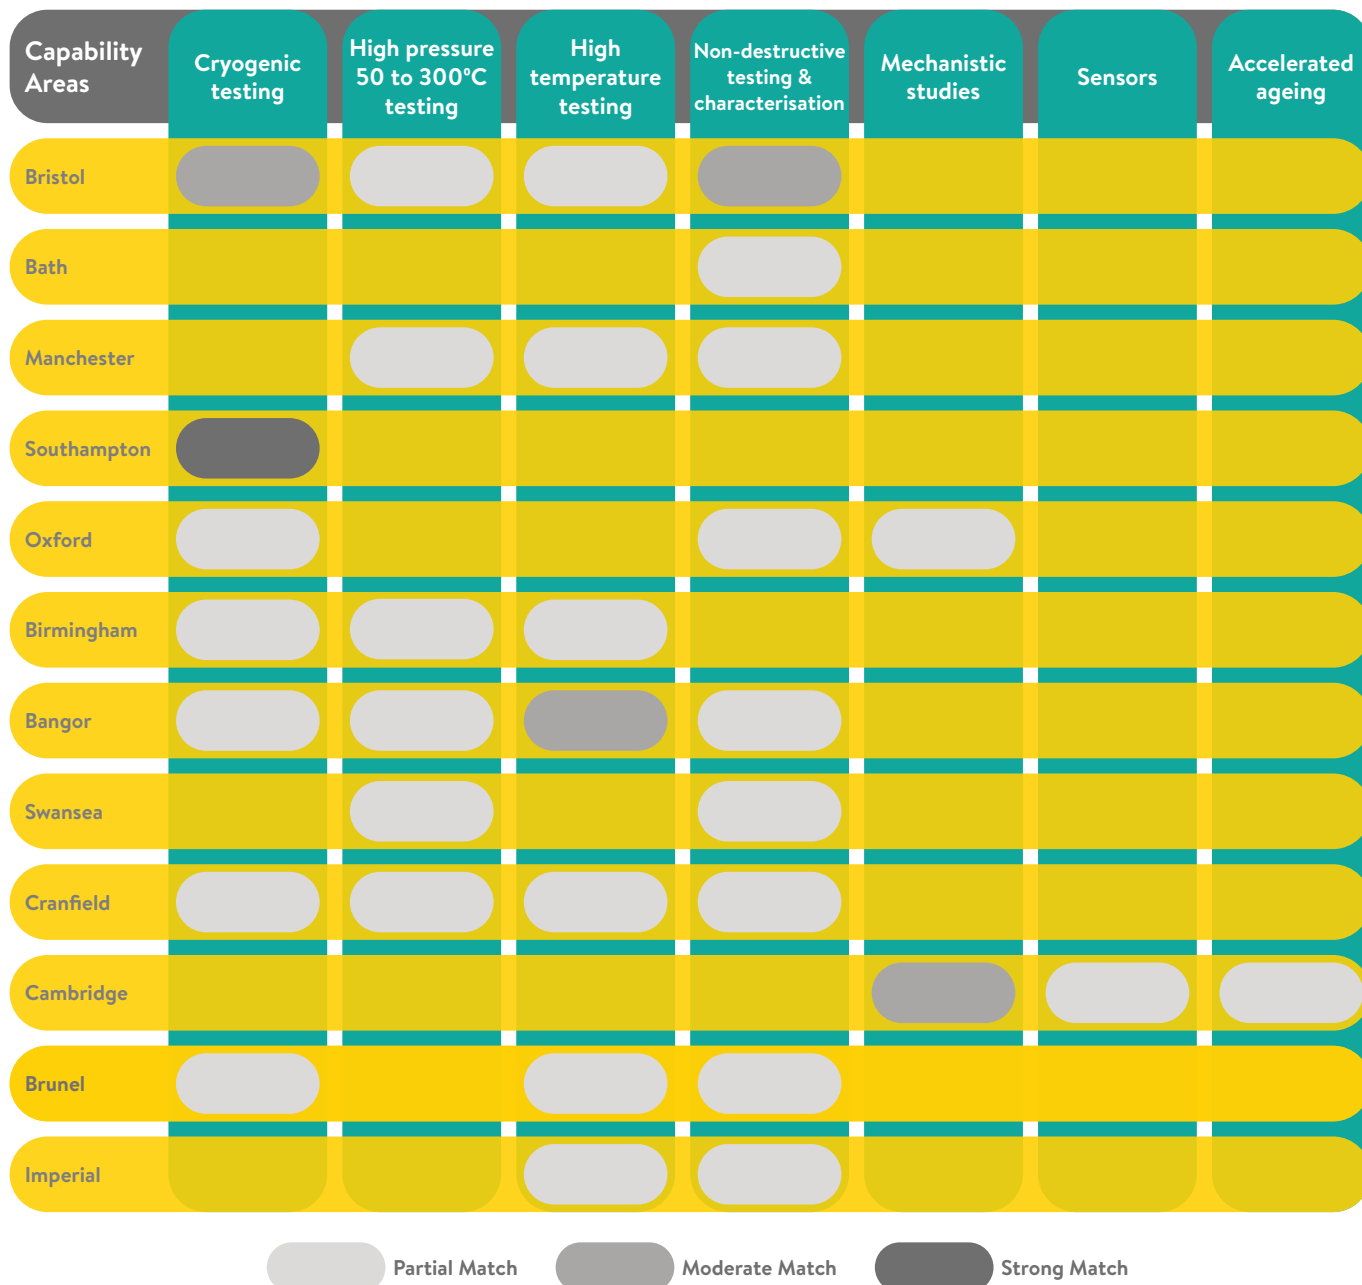 Capability
Areas
Cryogenic
testing
High pressure
50 to 300ºC
testing
High
temperature
testing
Non-destructive
testing &
characterisation
Mechanistic
studies
Sensors
Accelerated
ageing
Bristol
Bath
Manchester
Southampton
Oxford
Birmingham
Bangor
Swansea
Cranfield
Cambridge
Brunel
Imperial
Partial Match
Moderate Match
Strong Match